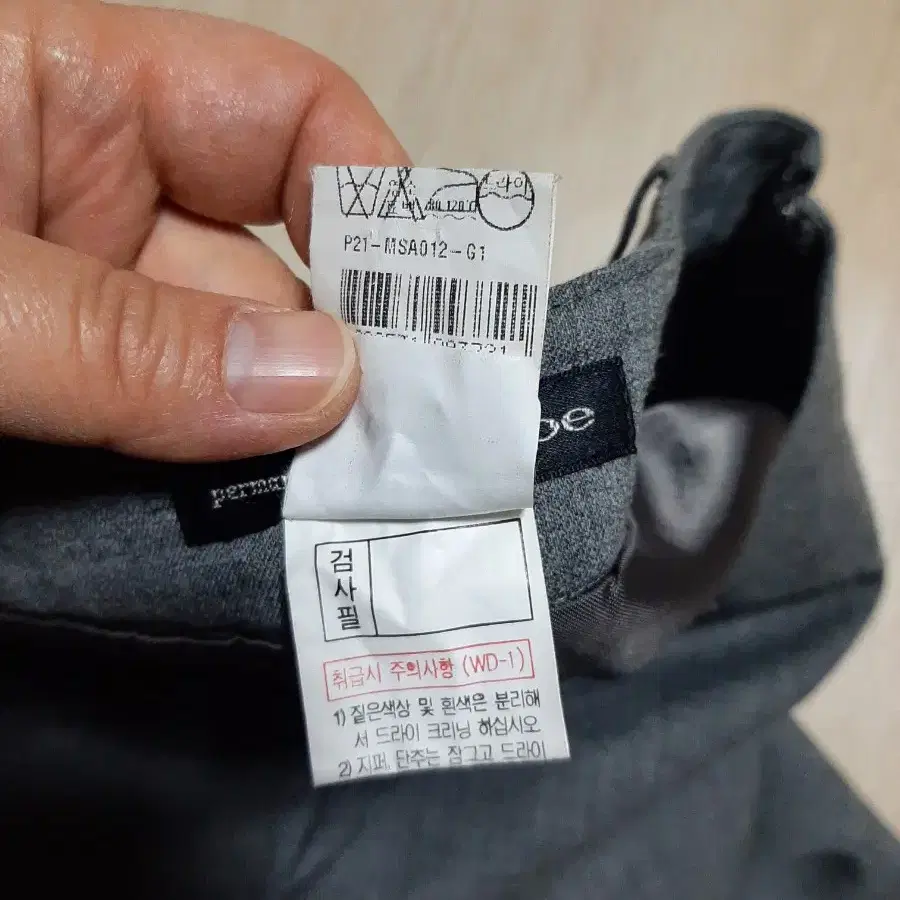 P21-MSA012-G1
perma
oe
검사필
취급시 주의사항 (WD-1)
1) 짙은색상 및 흰색은 분리해
서 드라이 크리닝 하십시오
2) 지퍼, 단추는 잠그고 드라이